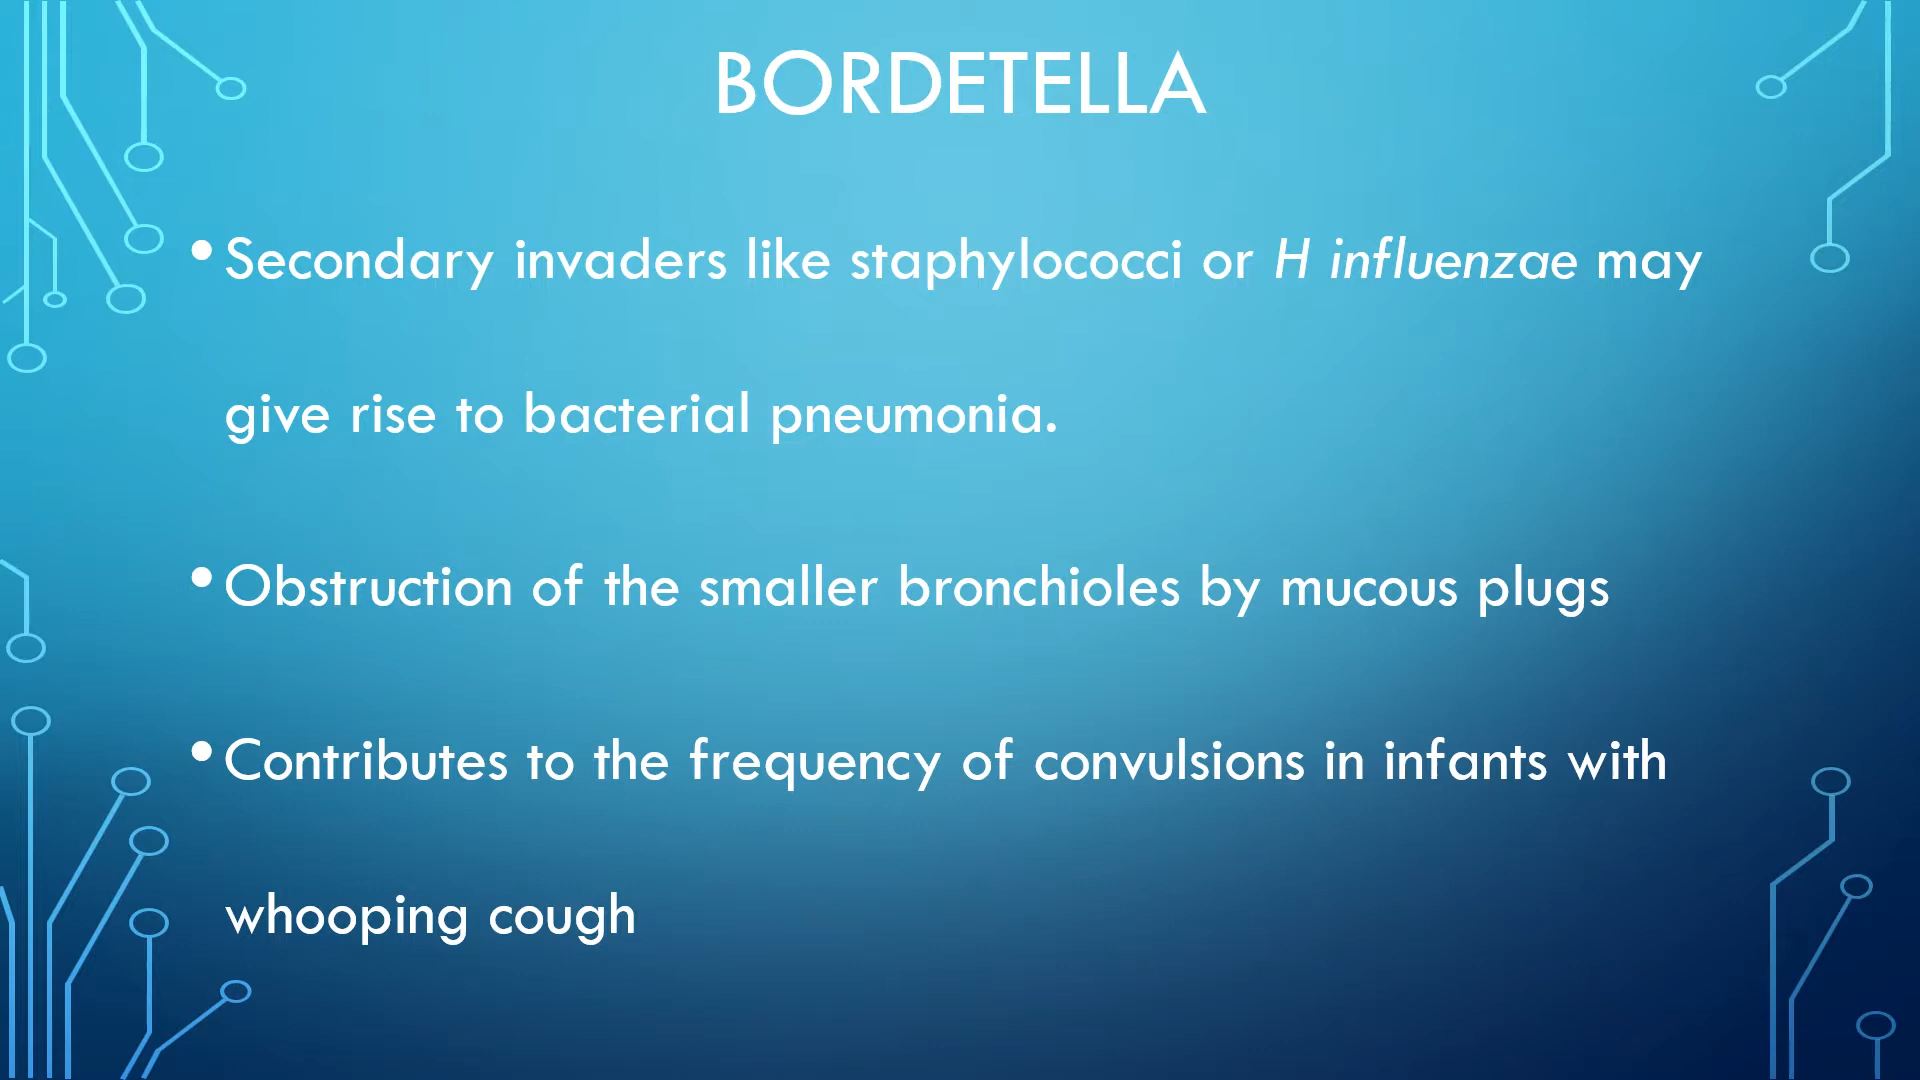 BORDETELLA
• Secondary invaders like staphylococci or H influenzae may
give rise to bacterial pneumonia.
• Obstruction of the smaller bronchioles by mucous plugs
• Contributes to the frequency of convulsions in infants with
whooping cough